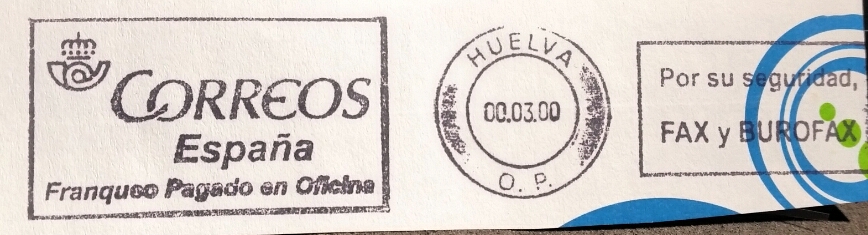 CORREOS
España
Franqueo Pagado en Oficina
HUELVA
00.03.00
O. P.
Por su seguridad,
FAX y BUROFAX